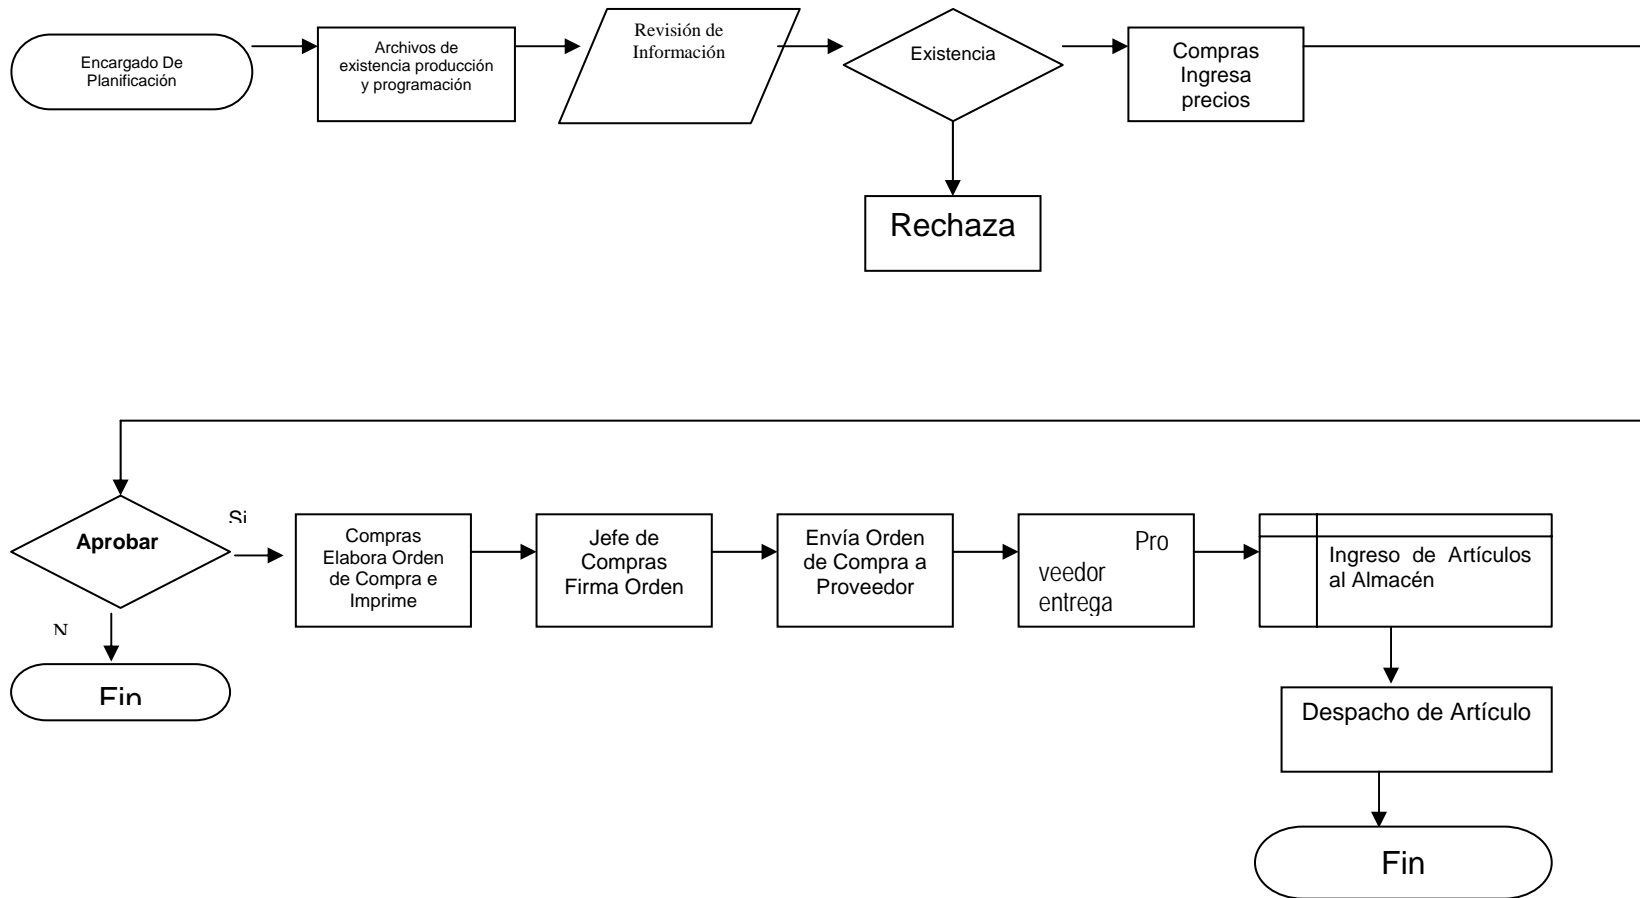 Encargado De
Planificación
Archivos de
existencia producción
y programación
Revisión de
Información
Existencia
Compras
Ingresa
precios
Rechaza
Aprobar
Si
N
Fin
Compras
Elabora Orden
de Compra e
Imprime
Jefe de
Compras
Firma Orden
Envía Orden
de Compra a
Proveedor
Pro
veedor
entrega
Ingreso de Artículos
al Almacén
Despacho de Artículo
Fin